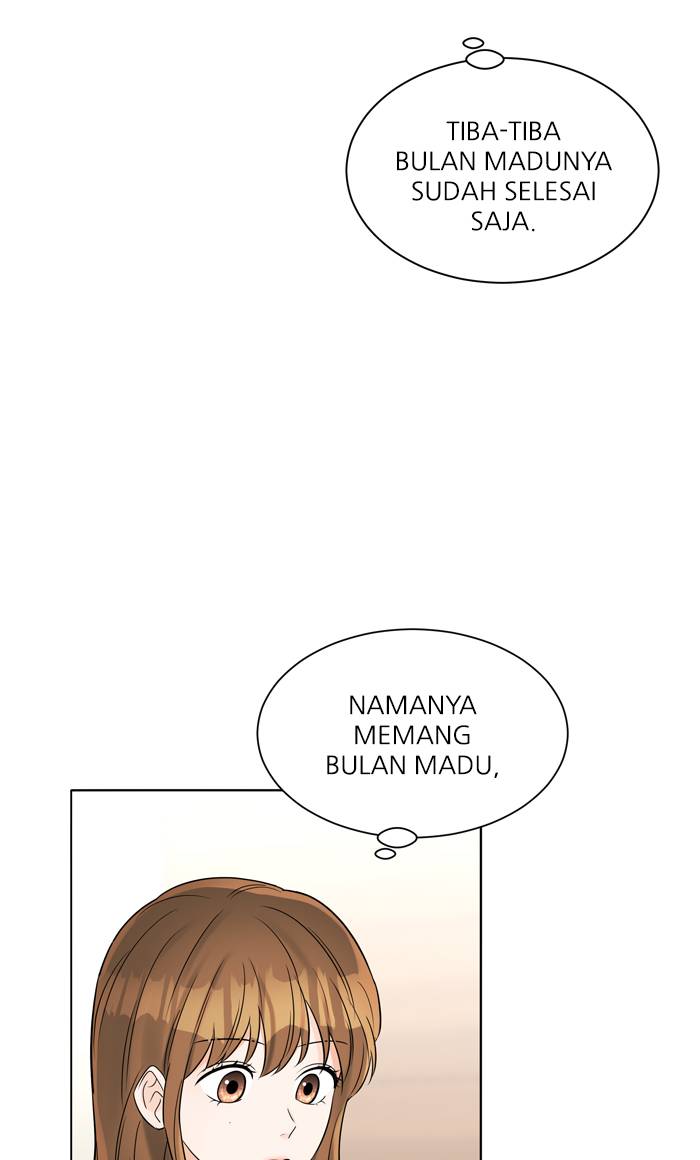 TIBA-TIBA
BULAN MADUNYA
SUDAH SELESAI
SAJA.
NAMANYA
MEMANG
BULAN MADU,